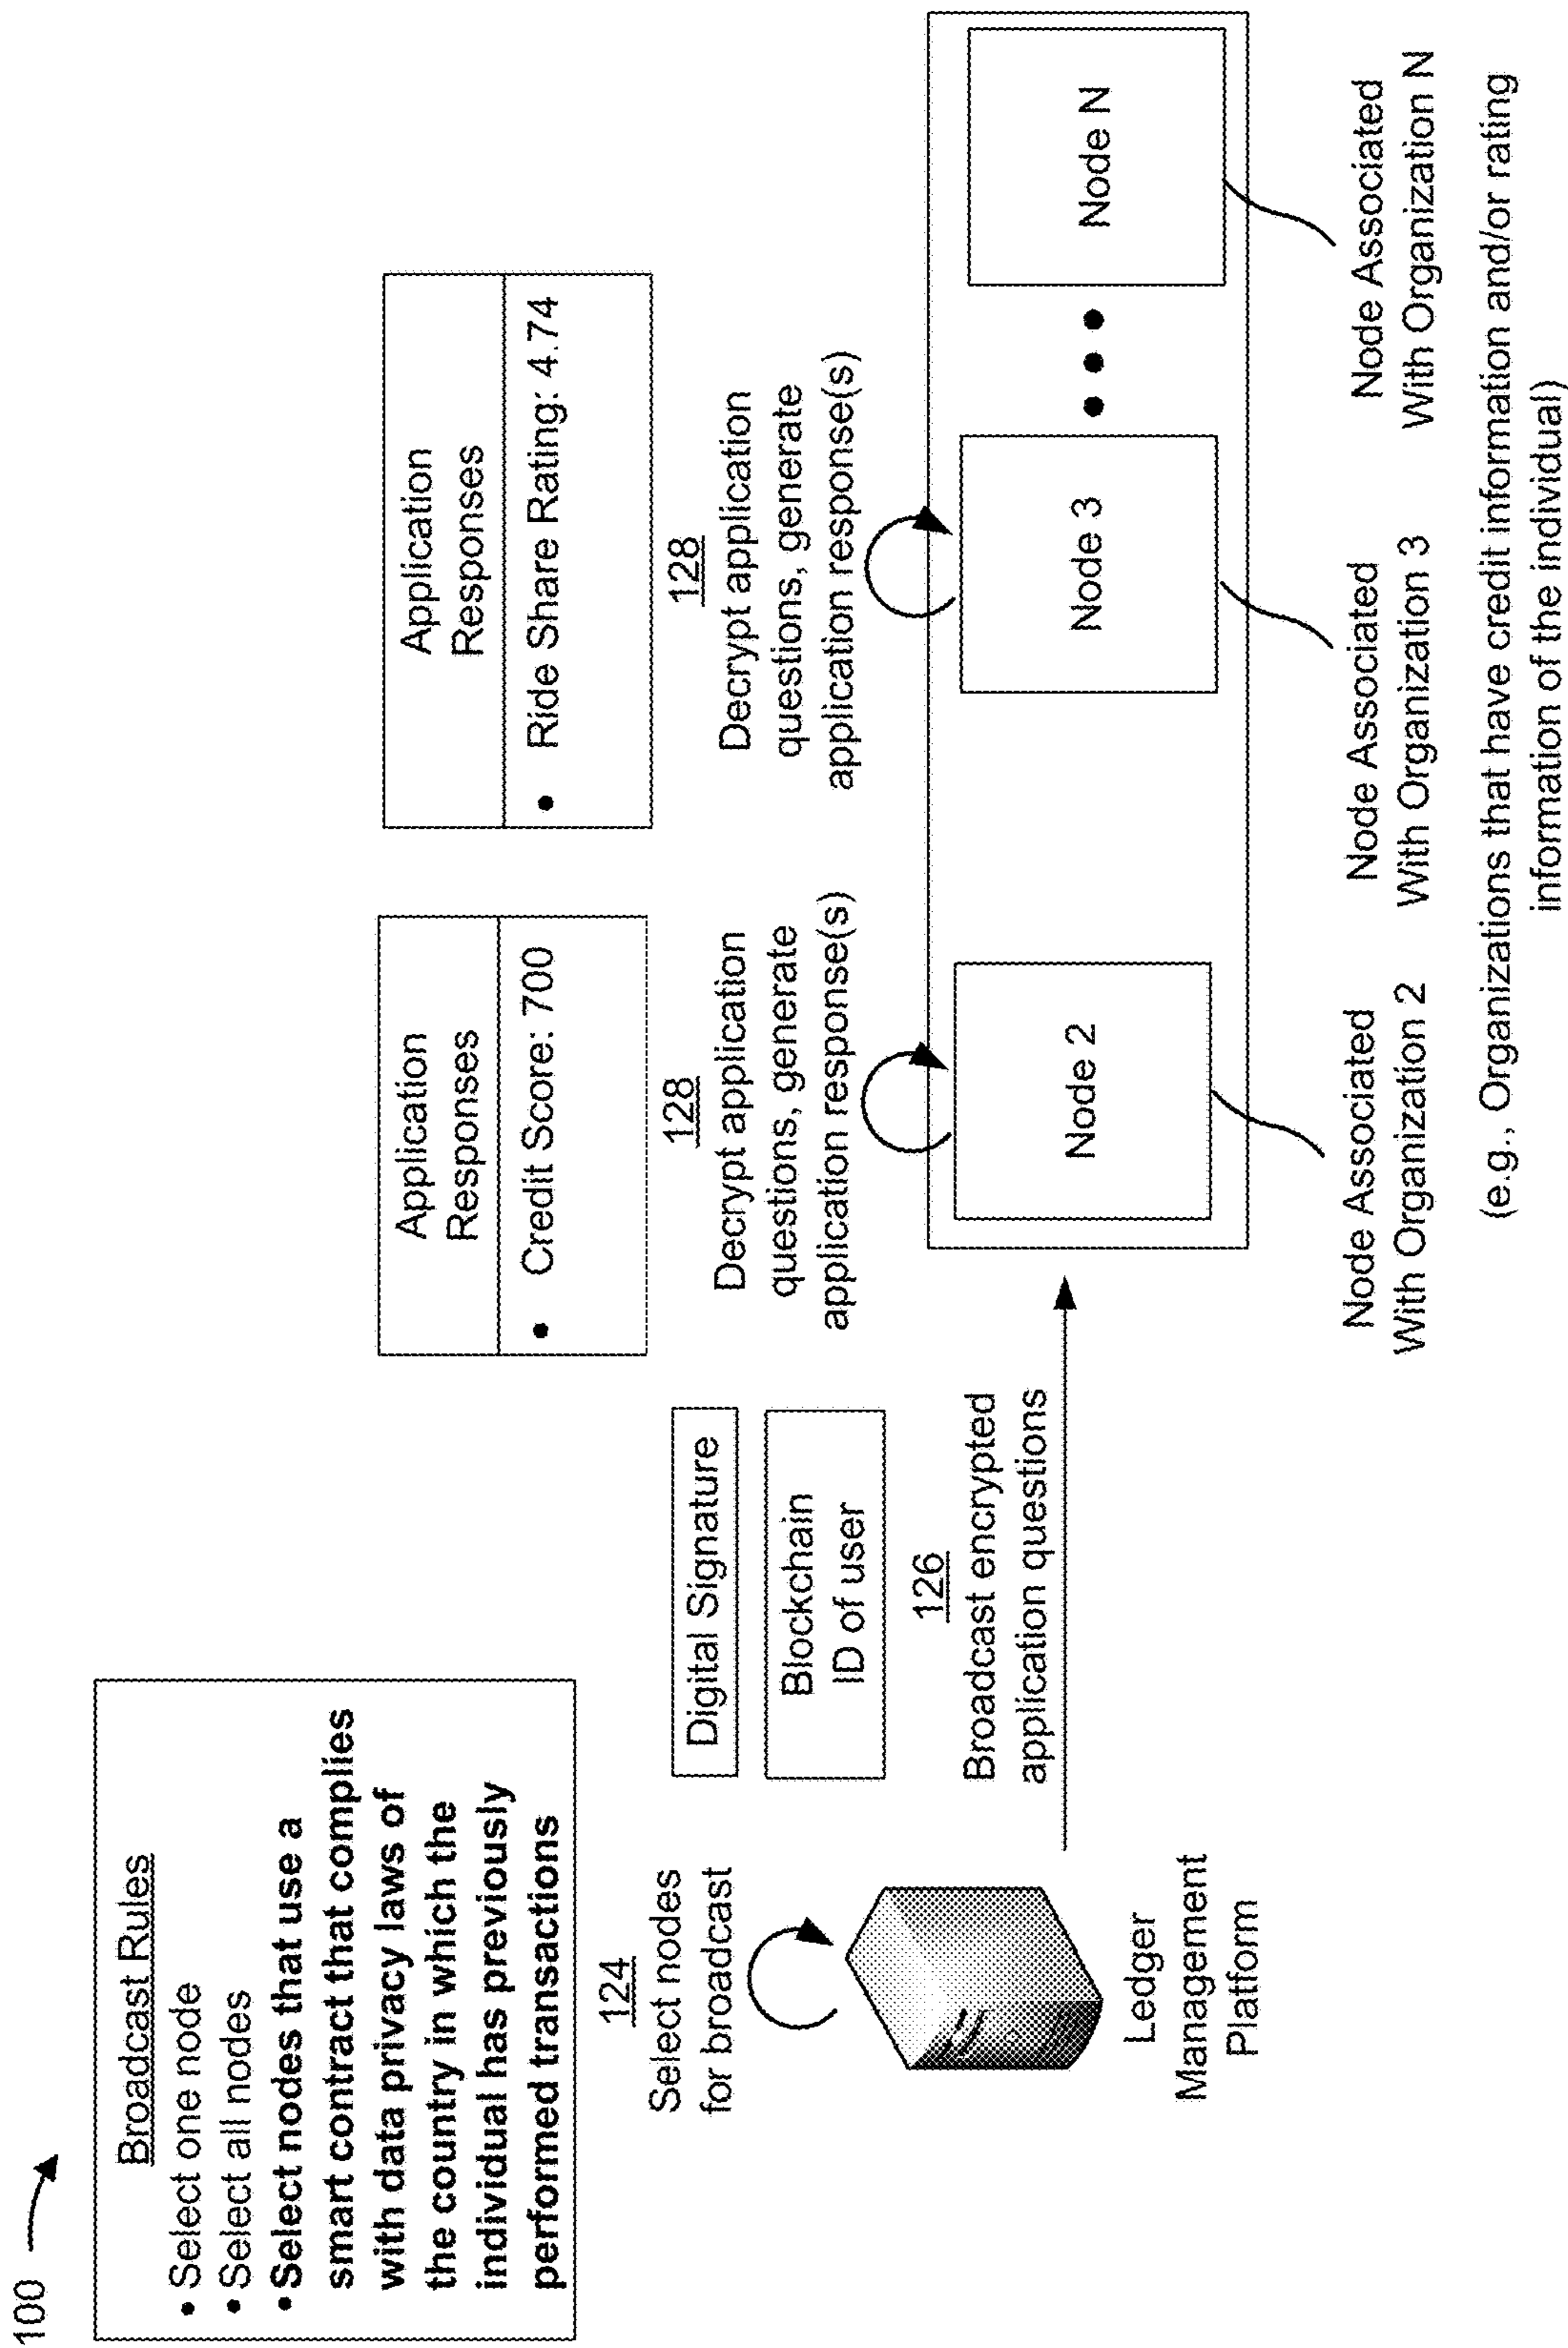 100
Broadcast Rules
• Select one node
• Select all nodes
• Select nodes that use a
smart contract that complies
with data privacy laws of
the country in which the
individual has previously
performed transactions
124
Select nodes
for broadcast
Ledger
Management
Platform
Digital Signature
Blockchain
ID of user
126
Broadcast encrypted
application questions
Application
Responses
• Credit Score: 700
128
Decrypt application
questions, generate
application response(s)
Node 2
Node Associated
With Organization 2
Application
Responses
• Ride Share Rating: 4.74
128
Decrypt application
questions, generate
application response(s)
Node 3
Node Associated
With Organization 3
Node N
Node Associated
With Organization N
(e.g., Organizations that have credit information and/or rating
information of the individual)